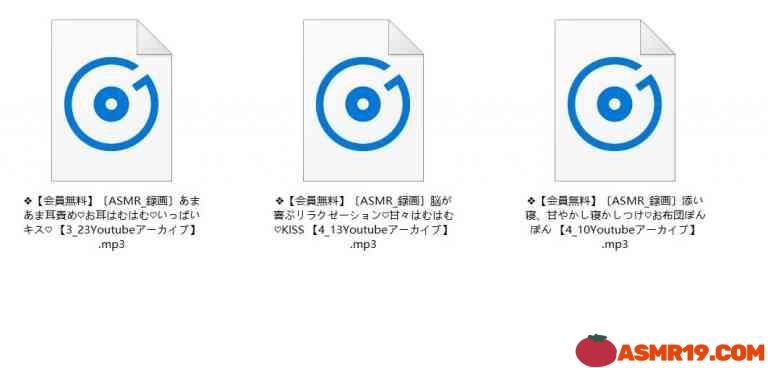 ❖【会員無料】〔ASMR_録画〕あま
あま耳責め♡お耳はむはむ♡いっぱい
キス♡ 【3_23Youtubeアーカイブ】
.mp3
❖【会員無料】〔ASMR_録画〕脳が
喜ぶリラクゼーション♡甘々はむはむ
♡KISS 【4_13Youtubeアーカイブ】
.mp3
❖【会員無料】〔ASMR_録画〕添い
寝、甘やかし寝かしつけ♡お布団ぽん
ぽん 【4_10Youtubeアーカイブ】
.mp3
ASMR19.COM